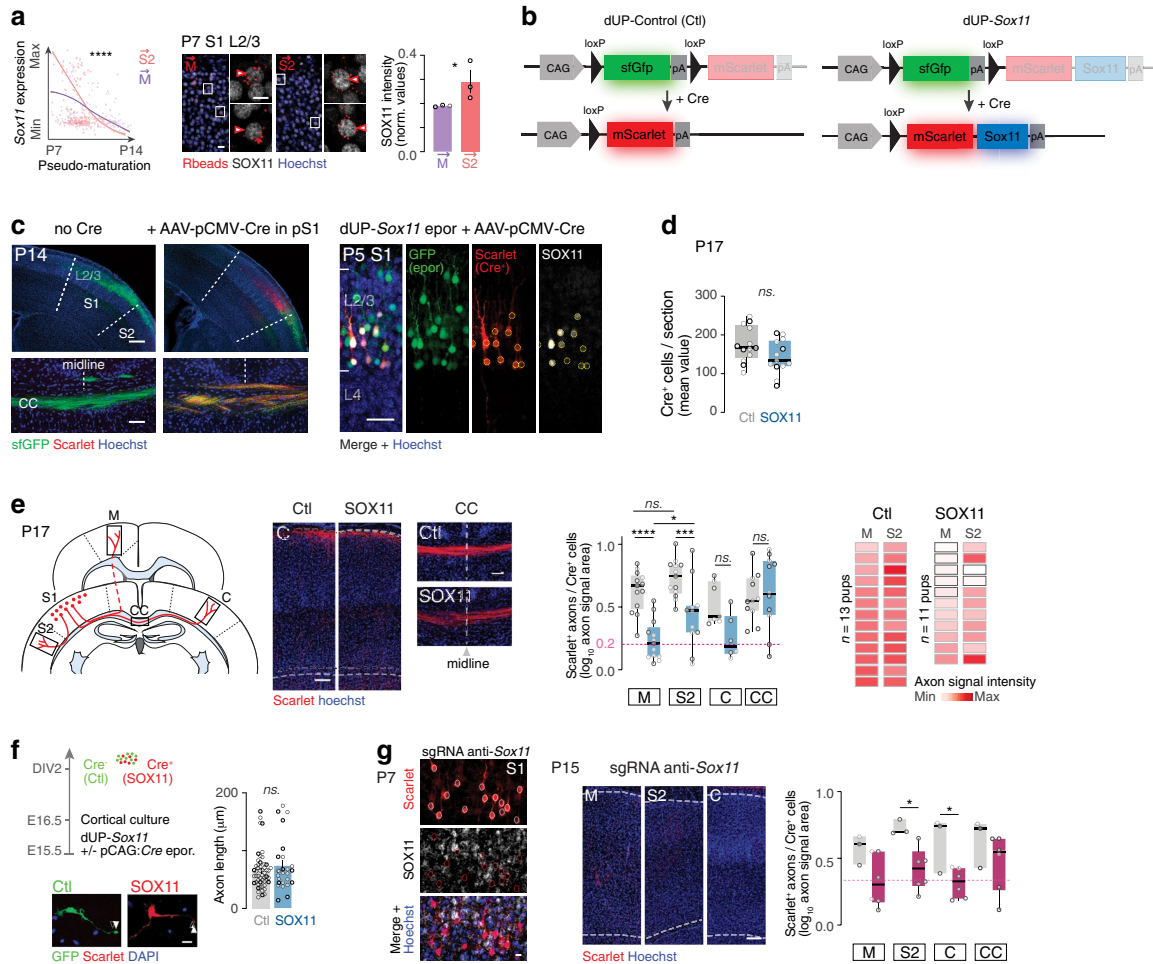 a
Sox11 expression
Max
Min
****
S2
M
P7
P14
Pseudo-maturation
P7 S1 L2/3
M
S2
Rbeads SOX11 Hoechst
SOX11 intensity
(norm. values)
0.4
0.0
*
M
S2
b
dUP-Control (Ctl)
loxP
loxP
CAG
sfGfp
pA
mScarlet
pA
+ Cre
loxP
CAG
mScarlet
pA
dUP-Sox11
loxP
loxP
CAG
sfGfp
pA
mScarlet
Sox11
pA
+ Cre
loxP
CAG
mScarlet
Sox11
pA
c
no Cre
+ AAV-pCMV-Cre in pS1
P14
L2/3
S1
S2
midline
CC
sfGFP Scarlet Hoechst
dUP-Sox11 epor + AAV-pCMV-Cre
P5 S1
L2/3
L4
GFP
(epor)
Scarlet
(Cre⁺)
SOX11
Merge + Hoechst
d
P17
Cre⁺ cells / section
(mean value)
300
200
100
0
ns.
Ctl
SOX11
e
P17
M
S1
S2
CC
C
Ctl
SOX11
C
Scarlet hoechst
CC
Ctl
SOX11
midline
Scarlet⁺ axons / Cre⁺ cells
(log₁₀ axon signal area)
1.0
0.5
0.2
0.0
ns.
*
****
***
ns.
ns.
M
S2
C
CC
Ctl
SOX11
M
S2
M
S2
n = 13 pups
n = 11 pups
Axon signal intensity
Min
Max
f
DIV2
E16.5
E15.5
Cre⁻
(Ctl)
Cre⁺
(SOX11)
Cortical culture
dUP-Sox11
+/- pCAG:Cre epor.
Ctl
SOX11
GFP Scarlet DAPI
Axon length (µm)
200
100
0
ns.
Ctl
SOX11
g
sgRNA anti-Sox11
P7
S1
Scarlet
SOX11
Merge +
Hoechst
P15
sgRNA anti-Sox11
M
S2
C
Scarlet Hoechst
Scarlet⁺ axons / Cre⁺ cells
(log₁₀ axon signal area)
1.0
0.5
0.0
*
*
M
S2
C
CC